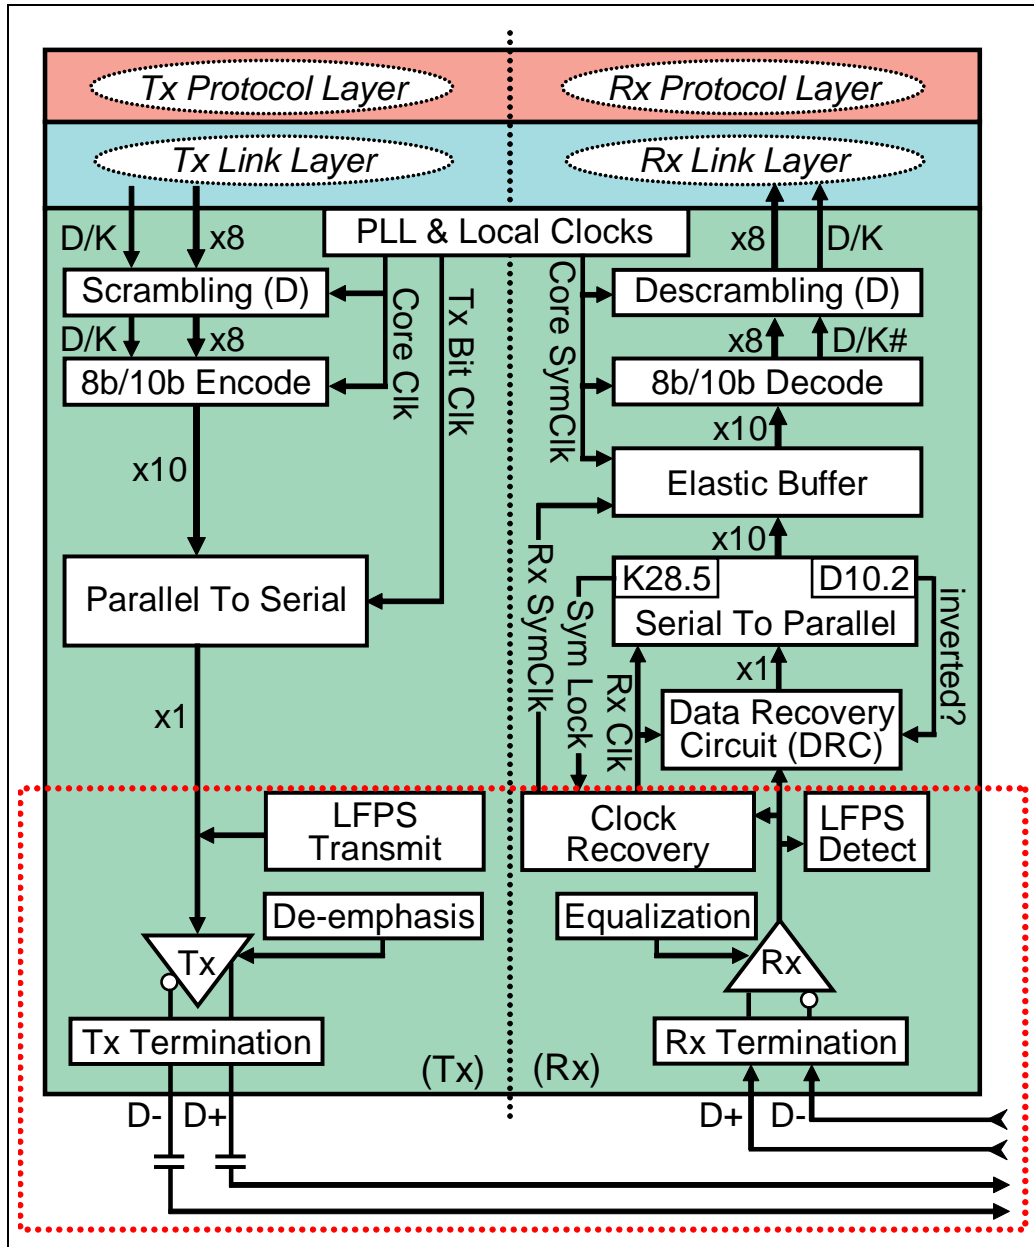 Tx Protocol Layer
Rx Protocol Layer
Tx Link Layer
Rx Link Layer
PLL & Local Clocks
D/K
x8
x8
D/K
Scrambling (D)
Descrambling (D)
D/K
x8
x8
D/K#
8b/10b Encode
8b/10b Decode
Core Clk
Tx Bit Clk
Core SymClk
x10
x10
Elastic Buffer
x10
Parallel To Serial
K28.5
D10.2
Serial To Parallel
Rx SymClk
Sym Lock
Rx Clk
inverted?
x1
x1
Data Recovery
Circuit (DRC)
LFPS
Transmit
Clock
Recovery
LFPS
Detect
De-emphasis
Equalization
Tx
Rx
Tx Termination
Rx Termination
(Tx)
(Rx)
D-
D+
D+
D-